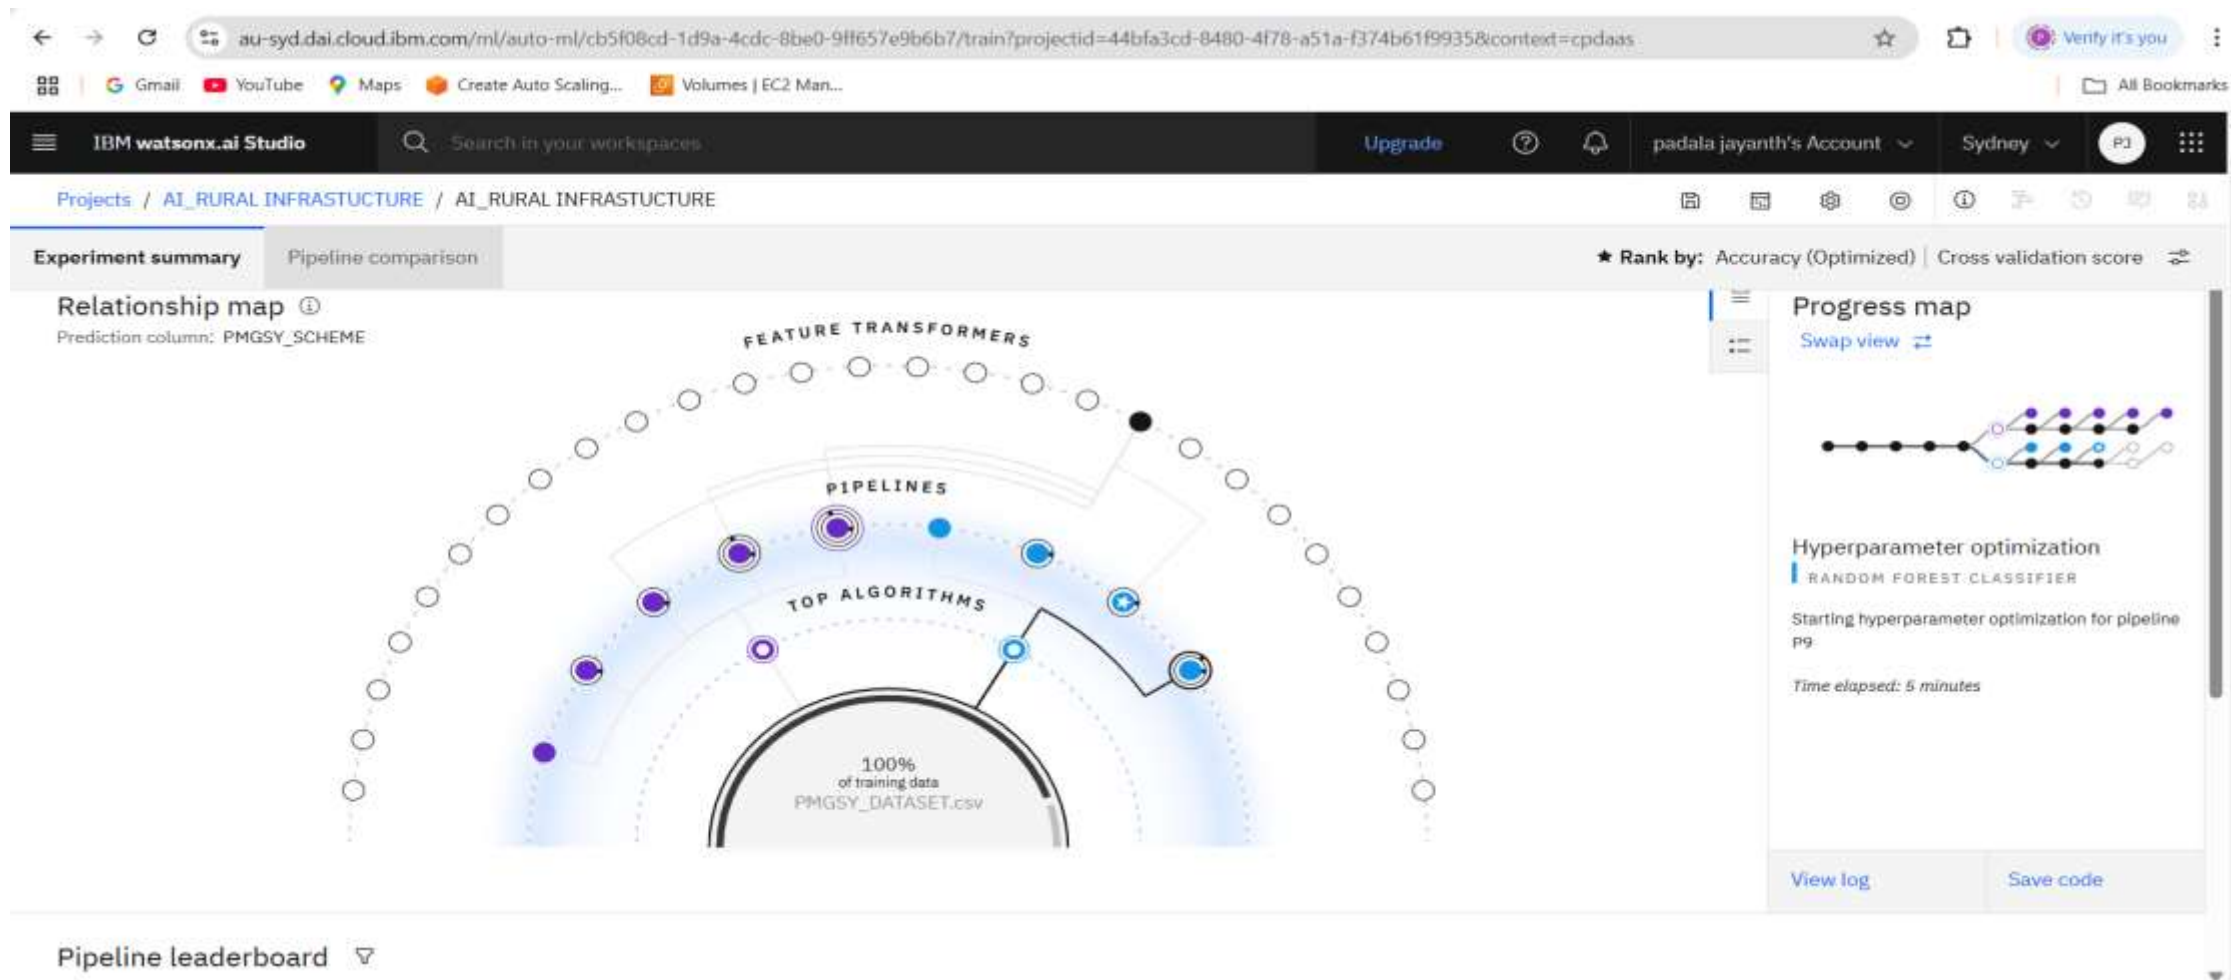 au-syd.dai.cloud.ibm.com/ml/auto-ml/cb5f08cd-1d9a-4cdc-8be0-9ff657e9b6b7/train?projectid=44bfa3cd-8480-4f78-a51a-f374b61f9935&context=cpdaas
Verify it's you
Gmail YouTube Maps Create Auto Scaling... Volumes | EC2 Man... All Bookmarks
IBM watsonx.ai Studio Search in your workspaces Upgrade padala jayanth's Account Sydney PJ
Projects / AI_RURAL INFRASTUCTURE / AI_RURAL INFRASTUCTURE
Experiment summary Pipeline comparison ★ Rank by: Accuracy (Optimized) | Cross validation score
Relationship map
Prediction column: PMGSY_SCHEME
FEATURE TRANSFORMERS
PIPELINES
TOP ALGORITHMS
100%
of training data
PMGSY_DATASET.csv
Progress map
Swap view
Hyperparameter optimization
RANDOM FOREST CLASSIFIER
Starting hyperparameter optimization for pipeline
P9
Time elapsed: 5 minutes
View log Save code
Pipeline leaderboard